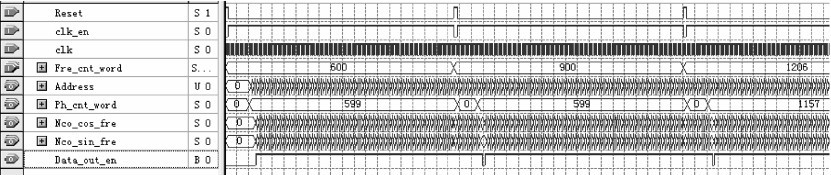 Reset S 1
clk_en S 0
clk S 0
Fre_cnt_word S... 600 900 1206
Address U 0 0
Ph_cnt_word S 0 0 599 0 599 0 1157
Nco_cos_fre S 0 0
Nco_sin_fre S 0 0
Data_out_en B 0